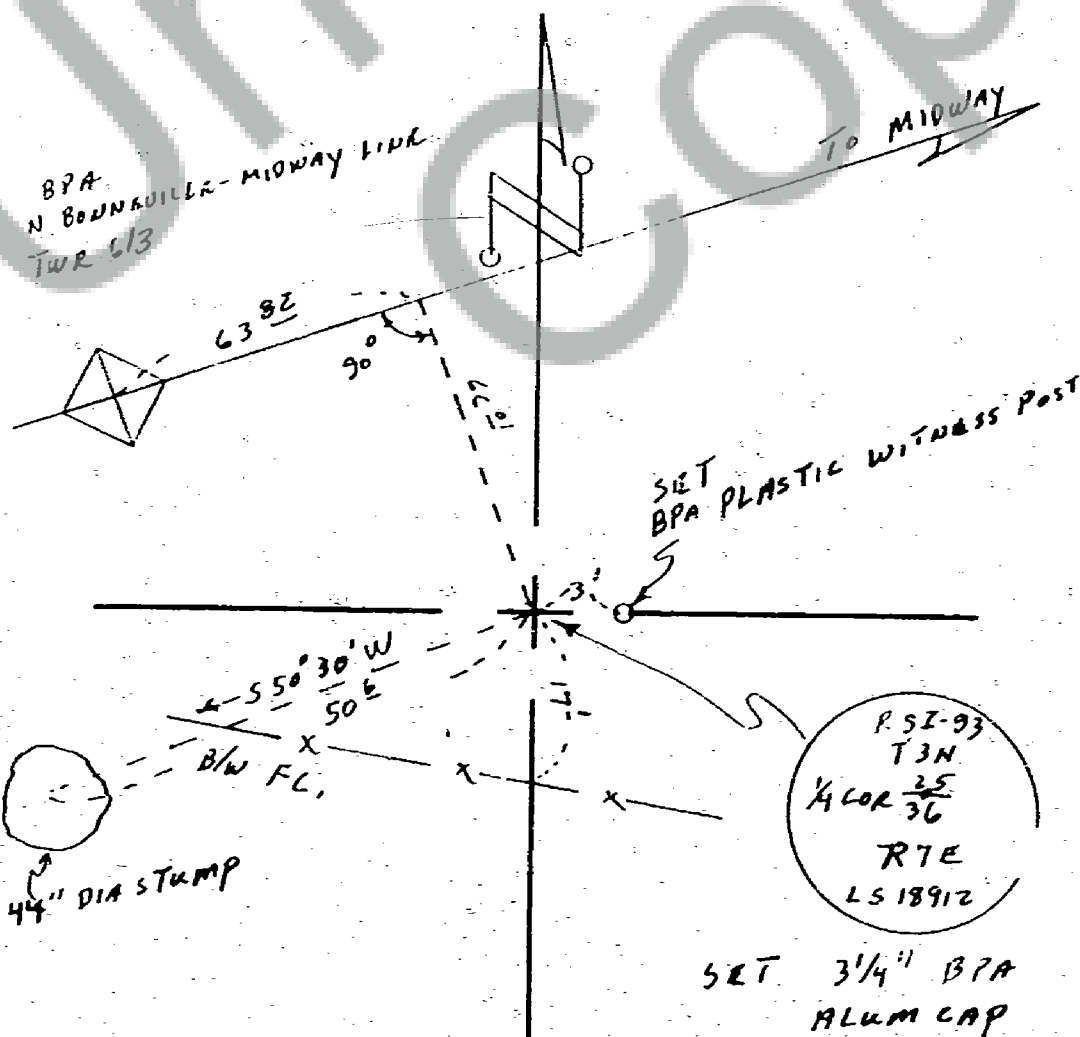 TO MIDWAY
BPA
N BONNEVILLE-MIDWAY LINE
TWR 6/3
63 82
90°
SET
BPA PLASTIC WITNESS POST
3'
S 50° 30' W
50 6
B/W FC,
44" DIA STUMP
PSI-93
T3N
1/4 COR 25
36
R7E
LS 18912
SET 3 1/4" BPA
ALUM CAP